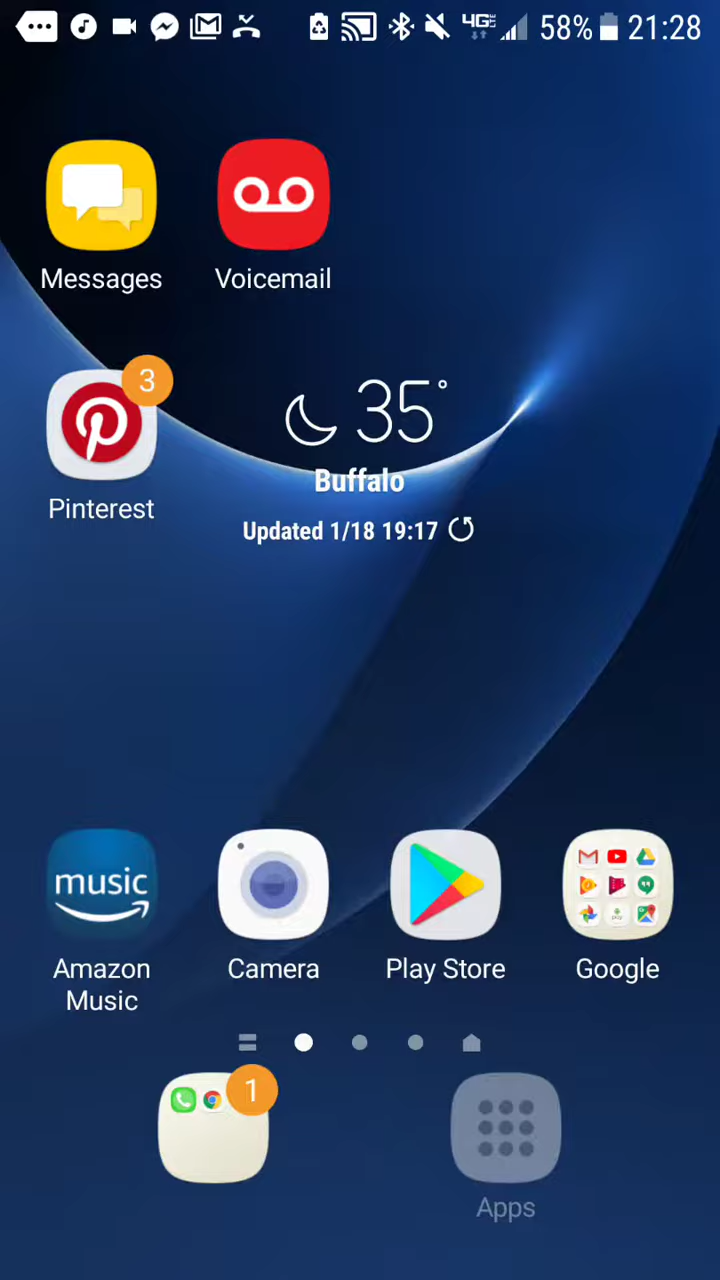 4G LTE 58% 21:28
Messages Voicemail
3
Pinterest
35°
Buffalo
Updated 1/18 19:17
music
Amazon Music
Camera
Play Store
Google
1
Apps